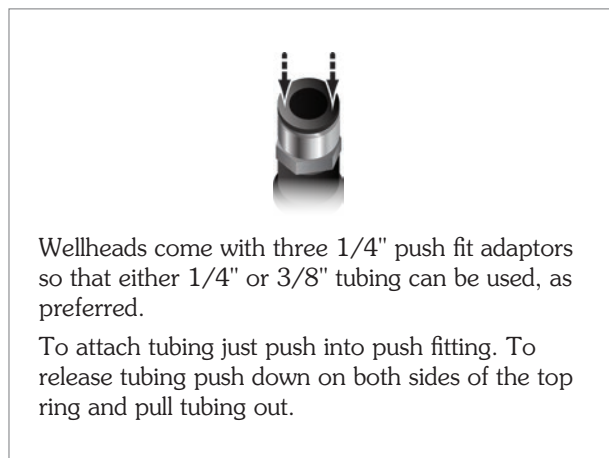 Wellheads come with three 1/4" push fit adaptors
so that either 1/4" or 3/8" tubing can be used, as
preferred.
To attach tubing just push into push fitting. To
release tubing push down on both sides of the top
ring and pull tubing out.